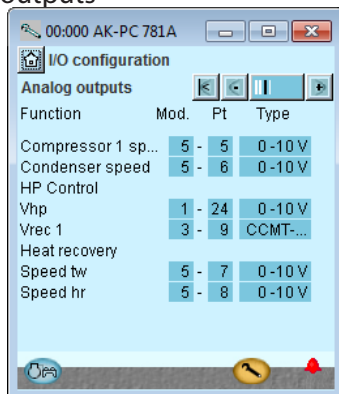 outputs
00:000 AK-PC 781A
I/O configuration
Analog outputs
Function Mod. Pt Type
Compressor 1 sp... 5 - 5 0 -10 V
Condenser speed 5 - 6 0 -10 V
HP Control
Vhp 1 - 24 0 -10 V
Vrec 1 3 - 9 CCMT-...
Heat recovery
Speed tw 5 - 7 0 -10 V
Speed hr 5 - 8 0 -10 V